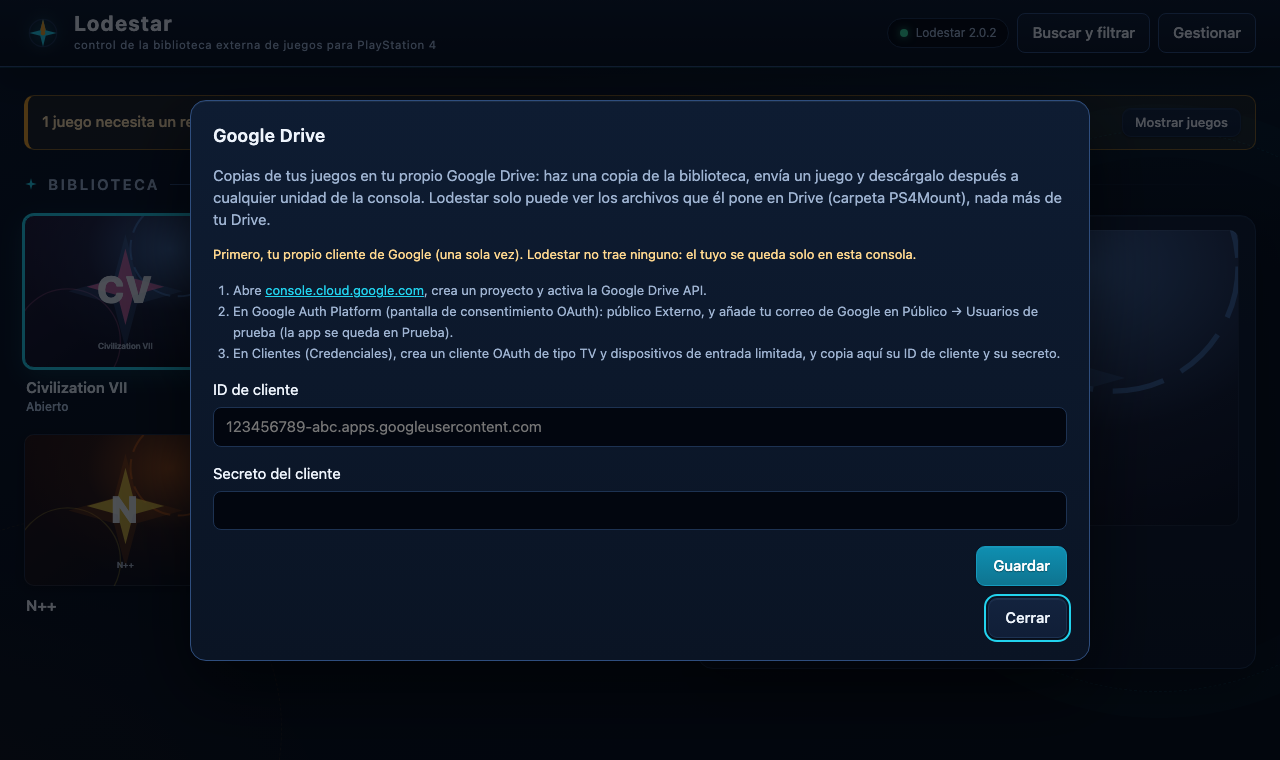 Lodestar
control de la biblioteca externa de juegos para PlayStation 4
Lodestar 2.0.2
Buscar y filtrar
Gestionar
1 juego necesita un re
Mostrar juegos
BIBLIOTECA
CV
Civilization VII
Civilization VII
Abierto
N
N++
N++
Google Drive
Copias de tus juegos en tu propio Google Drive: haz una copia de la biblioteca, envía un juego y descárgalo después a
cualquier unidad de la consola. Lodestar solo puede ver los archivos que él pone en Drive (carpeta PS4Mount), nada más de
tu Drive.
Primero, tu propio cliente de Google (una sola vez). Lodestar no trae ninguno: el tuyo se queda solo en esta consola.
1. Abre console.cloud.google.com, crea un proyecto y activa la Google Drive API.
2. En Google Auth Platform (pantalla de consentimiento OAuth): público Externo, y añade tu correo de Google en Público → Usuarios de
prueba (la app se queda en Prueba).
3. En Clientes (Credenciales), crea un cliente OAuth de tipo TV y dispositivos de entrada limitada, y copia aquí su ID de cliente y su secreto.
ID de cliente
123456789-abc.apps.googleusercontent.com
Secreto del cliente
Guardar
Cerrar